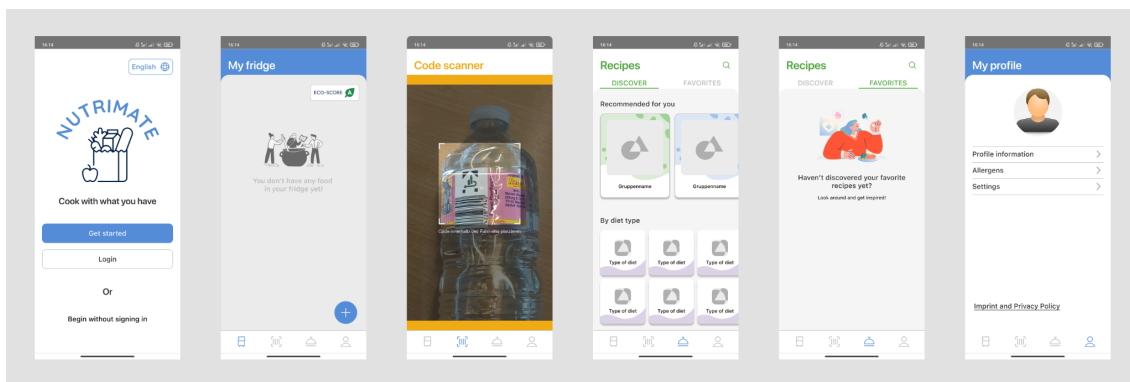 16:14
English
NUTRIMATE
Cook with what you have
Get started
Login
Or
Begin without signing in
16:14
My fridge
ECO-SCORE A
You don't have any food
in your fridge yet!
16:14
Code scanner
16:14
Recipes
DISCOVER FAVORITES
Recommended for you
Gruppenname Gruppenname
By diet type
Type of diet Type of diet Type of diet
Type of diet Type of diet Type of diet
16:14
Recipes
DISCOVER FAVORITES
Haven't discovered your favorite
recipes yet?
Look around and get inspired!
16:14
My profile
Profile information
Allergens
Settings
Imprint and Privacy Policy